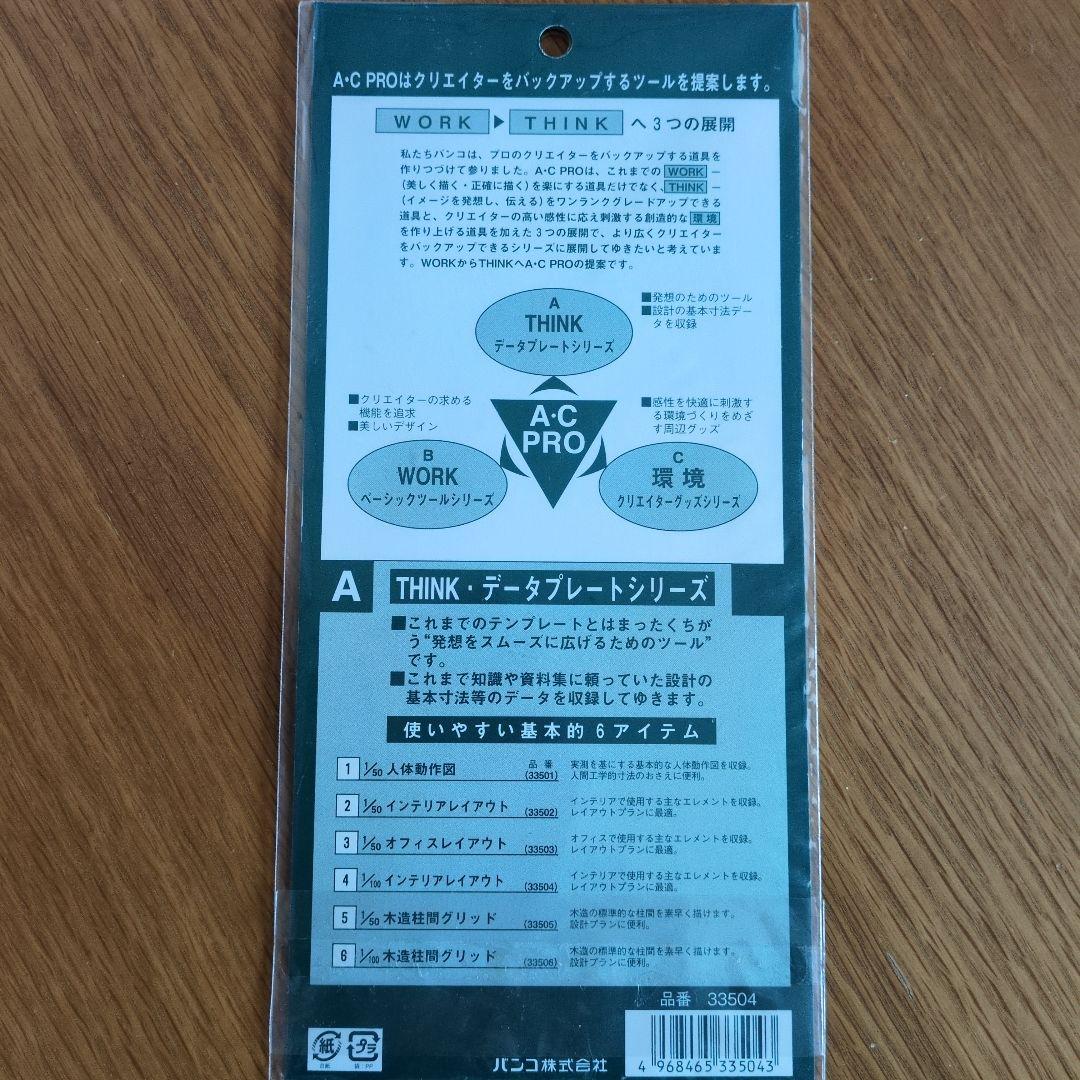 A・C PROはクリエイターをバックアップするツールを提案します。
WORK ▶ THINK へ3つの展開
私たちバンコは、プロのクリエイターをバックアップする道具を
作りつづけて参りました。A・C PROは、これまでの WORK −
(美しく描く・正確に描く)を楽にする道具だけでなく、THINK −
(イメージを発想し、伝える)をワンランクグレードアップできる
道具と、クリエイターの高い感性に応え刺激する創造的な 環境
を作り上げる道具を加えた3つの展開で、より広くクリエイター
をバックアップできるシリーズに展開してゆきたいと考えていま
す。WORKからTHINKへA・C PROの提案です。
A
THINK
データプレートシリーズ
■発想のためのツール
■設計の基本寸法デー
タを収録
■クリエイターの求める
機能を追求
■美しいデザイン
A・C
PRO
■感性を快適に刺激す
る環境づくりをめざ
す周辺グッズ
B
WORK
ベーシックツールシリーズ
C
環境
クリエイターグッズシリーズ
A THINK・データプレートシリーズ
■これまでのテンプレートとはまったくちが
う“発想をスムーズに広げるためのツール”
です。
■これまで知識や資料集に頼っていた設計の
基本寸法等のデータを収録してゆきます。
使いやすい基本的6アイテム
品番
1 1/50 人体動作図 (33501) 実測を基にする基本的な人体動作図を収録。
人間工学的寸法のおさえに便利。
2 1/50 インテリアレイアウト (33502) インテリアで使用する主なエレメントを収録。
レイアウトプランに最適。
3 1/50 オフィスレイアウト (33503) オフィスで使用する主なエレメントを収録。
レイアウトプランに最適。
4 1/100 インテリアレイアウト (33504) インテリアで使用する主なエレメントを収録。
レイアウトプランに最適。
5 1/50 木造柱間グリッド (33505) 木造の標準的な柱間を素早く描けます。
設計プランに便利。
6 1/100 木造柱間グリッド (33506) 木造の標準的な柱間を素早く描けます。
設計プランに便利。
品番 33504
紙
台紙
プラ
袋:PP
バンコ株式会社
4 968465 335043